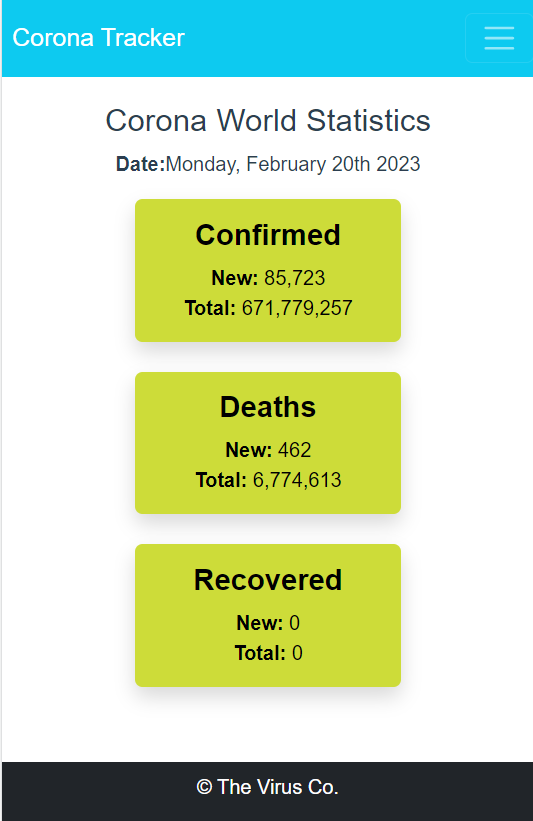 Corona Tracker
Corona World Statistics
Date:Monday, February 20th 2023
Confirmed
New: 85,723
Total: 671,779,257
Deaths
New: 462
Total: 6,774,613
Recovered
New: 0
Total: 0
© The Virus Co.